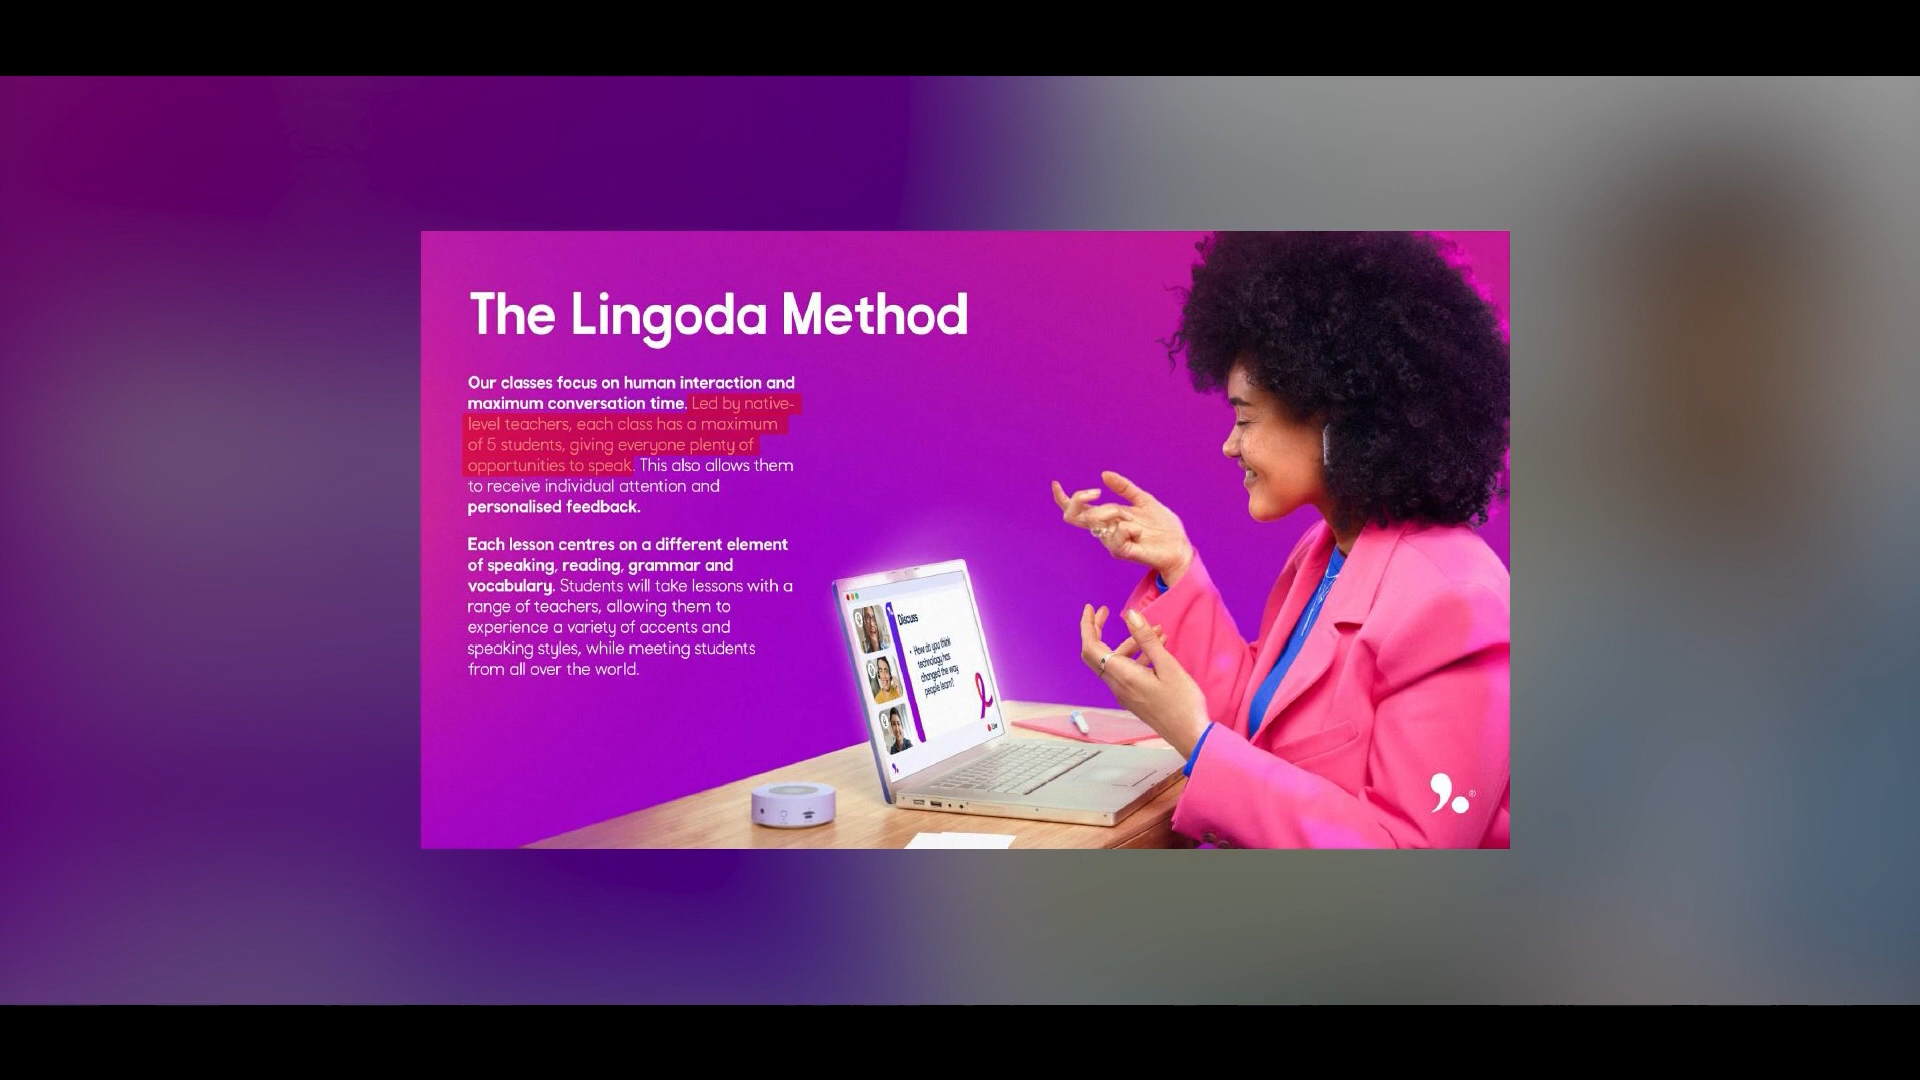 The Lingoda Method
Our classes focus on human interaction and
maximum conversation time. Led by native-
level teachers, each class has a maximum
of 5 students, giving everyone plenty of
opportunities to speak. This also allows them
to receive individual attention and
personalised feedback.
Each lesson centres on a different element
of speaking, reading, grammar and
vocabulary. Students will take lessons with a
range of teachers, allowing them to
experience a variety of accents and
speaking styles, while meeting students
from all over the world.
Discuss
• How do you think
technology has
changed the way
people learn?
Live
®